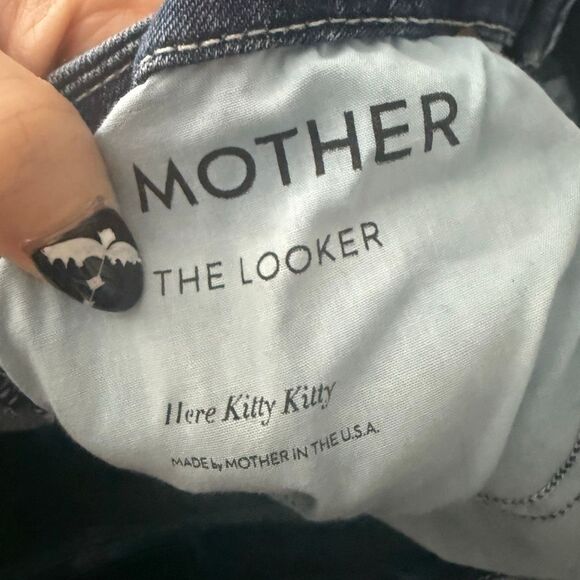 MOTHER
THE LOOKER
Here Kitty Kitty
MADE by MOTHER IN THE U.S.A.